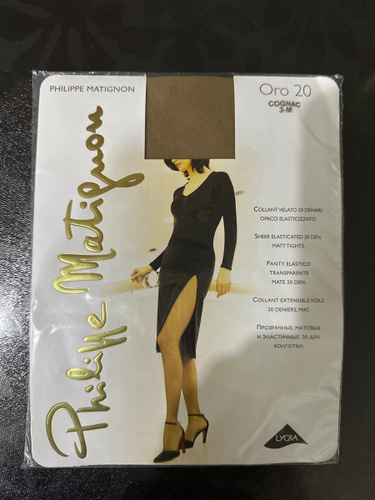 PHILIPPE MATIGNON
Oro 20
COGNAC
3-M
Philippe Matignon
COLLANT VELATO 20 DENARI
OPACO ELASTICIZZATO
SHEER ELASTICATED 20 DEN.
MATT TIGHTS.
PANTY ELASTICO
TRANSPARENTE
MATE 20 DEN.
COLLANT EXTENSIBLE VOILE
20 DENIERS, MAT.
ПРОЗРАЧНЫЕ, МАТОВЫЕ
И ЭЛАСТИЧНЫЕ 20 ДЕН
КОЛГОТКИ.
LYCRA